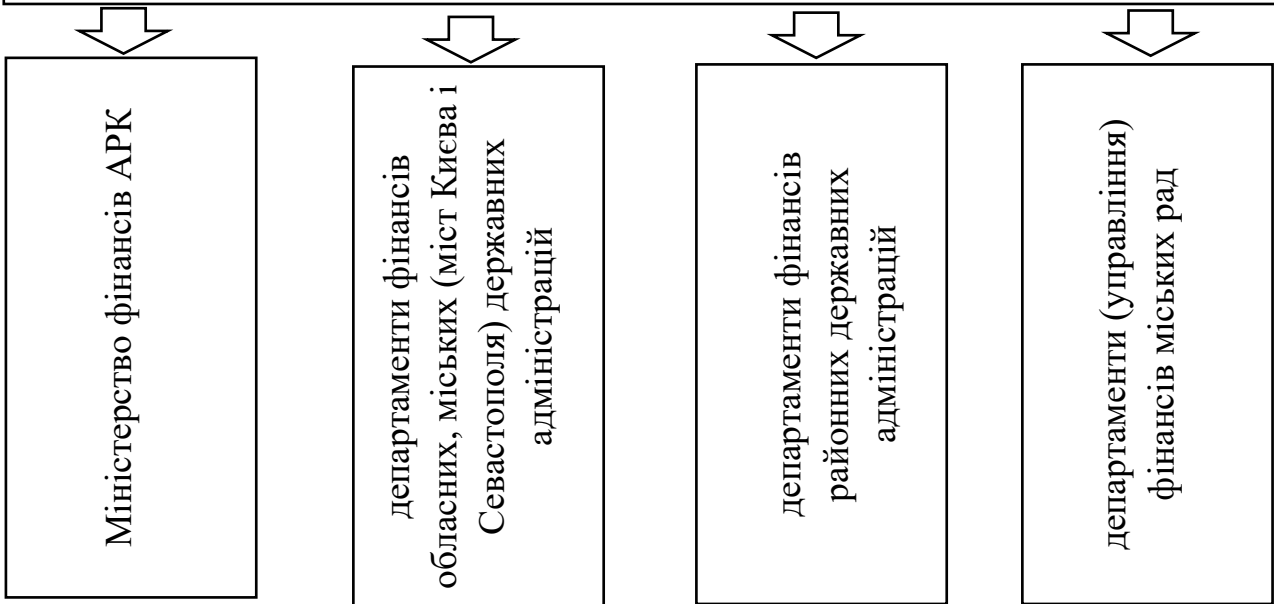 Міністерство фінансів АРК
департаменти фінансів
обласних, міських (міст Києва і
Севастополя) державних
адміністрацій
департаменти фінансів
районних державних
адміністрацій
департаменти (управління)
фінансів міських рад